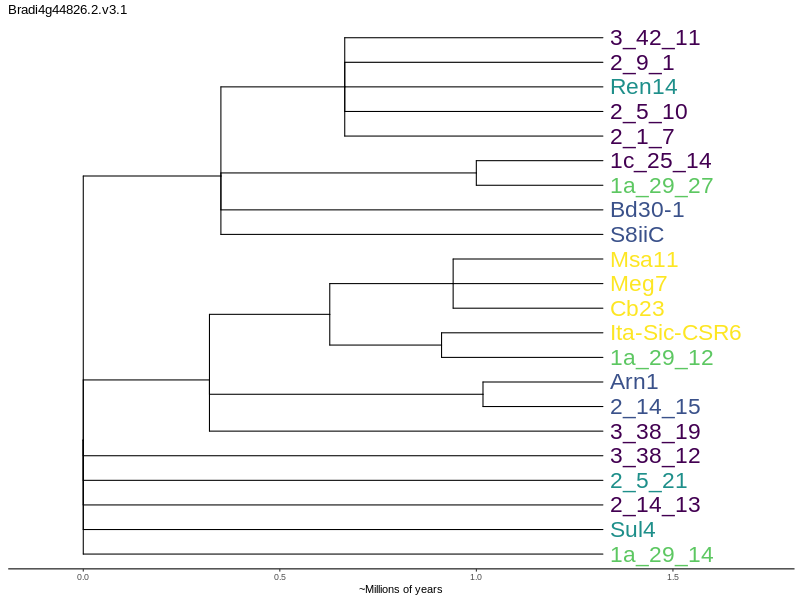 Bradi4g44826.2.v3.1
3_42_11
2_9_1
Ren14
2_5_10
2_1_7
1c_25_14
1a_29_27
Bd30-1
S8iiC
Msa11
Meg7
Cb23
Ita-Sic-CSR6
1a_29_12
Arn1
2_14_15
3_38_19
3_38_12
2_5_21
2_14_13
Sul4
1a_29_14
0.0 0.5 1.0 1.5
~Millions of years